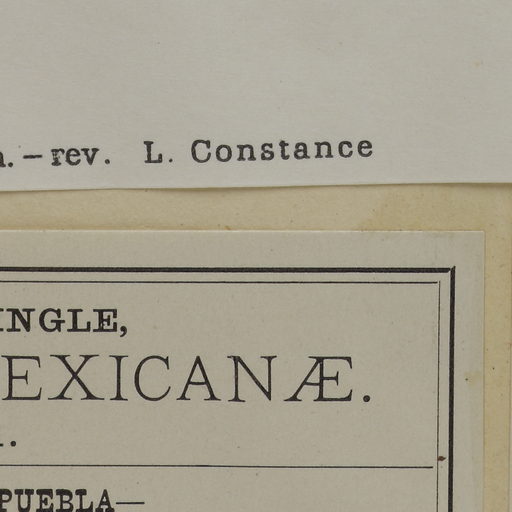 . – rev. L. Constance
INGLE,
EXICANÆ.
.
PUEBLA—